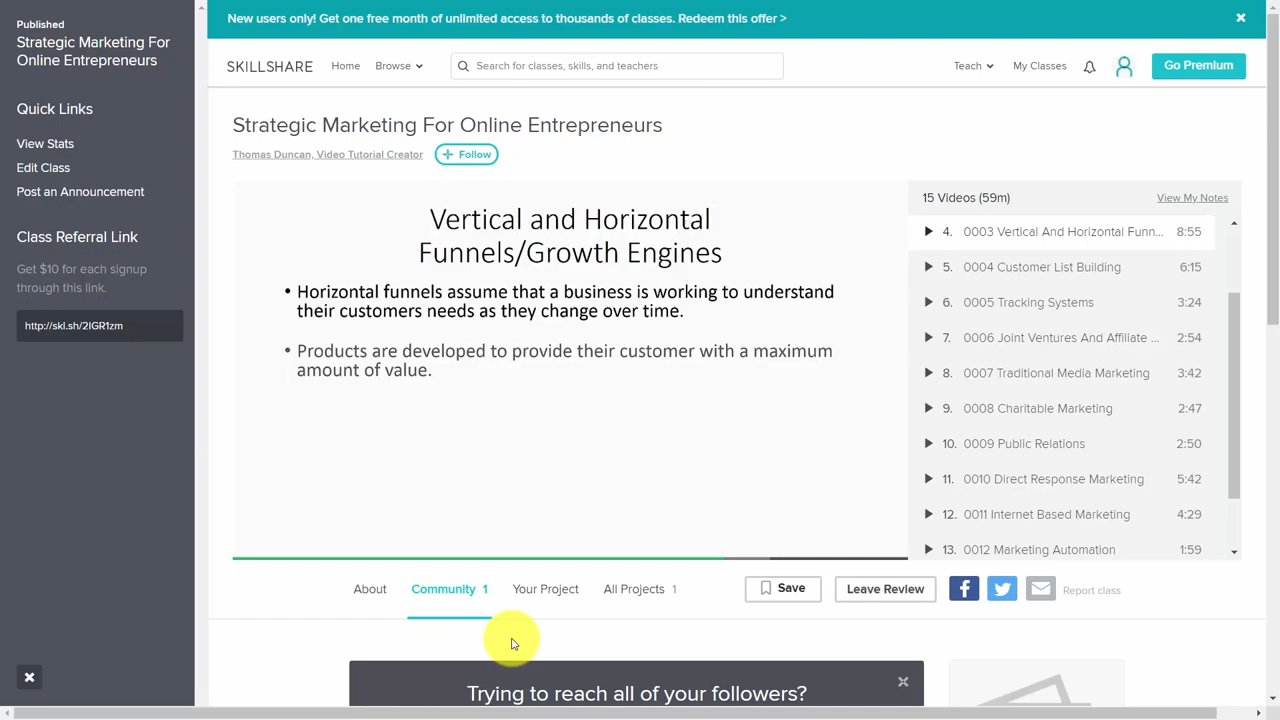 Published
Strategic Marketing For
Online Entrepreneurs
Quick Links
View Stats
Edit Class
Post an Announcement
Class Referral Link
Get $10 for each signup
through this link.
http://skl.sh/2IGR1zm
New users only! Get one free month of unlimited access to thousands of classes. Redeem this offer >
SKILLSHARE
Home
Browse
Search for classes, skills, and teachers
Teach
My Classes
Go Premium
Strategic Marketing For Online Entrepreneurs
Thomas Duncan, Video Tutorial Creator
Follow
Vertical and Horizontal
Funnels/Growth Engines
• Horizontal funnels assume that a business is working to understand
their customers needs as they change over time.
• Products are developed to provide their customer with a maximum
amount of value.
15 Videos (59m)
View My Notes
4. 0003 Vertical And Horizontal Funn... 8:55
5. 0004 Customer List Building 6:15
6. 0005 Tracking Systems 3:24
7. 0006 Joint Ventures And Affiliate ... 2:54
8. 0007 Traditional Media Marketing 3:42
9. 0008 Charitable Marketing 2:47
10. 0009 Public Relations 2:50
11. 0010 Direct Response Marketing 5:42
12. 0011 Internet Based Marketing 4:29
13. 0012 Marketing Automation 1:59
About
Community 1
Your Project
All Projects 1
Save
Leave Review
Report class
Trying to reach all of your followers?